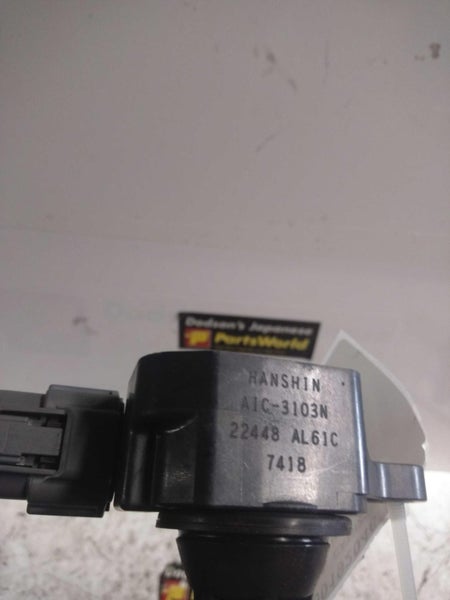 Dodson's Japanese
PartsWorld
HANSHIN
AIC-3103N
22448 AL61C
7418